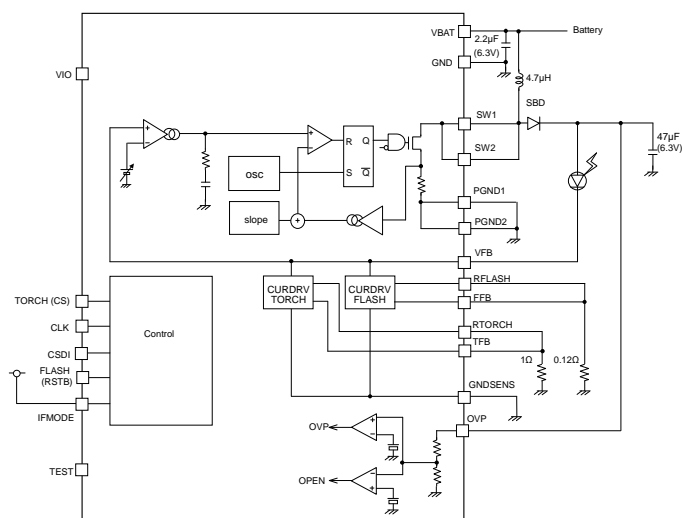 VBAT
Battery
2.2μF
(6.3V)
GND
VIO
4.7μH
SBD
SW1
47μF
(6.3V)
+
−
+
−
R
Q
SW2
osc
S
Q̅
PGND1
slope
+
PGND2
VFB
RFLASH
CURDRV
TORCH
CURDRV
FLASH
FFB
TORCH (CS)
CLK
Control
RTORCH
TFB
CSDI
1Ω
0.12Ω
FLASH
(RSTB)
GNDSENS
IFMODE
OVP
OVP
+
−
TEST
OPEN
−
+